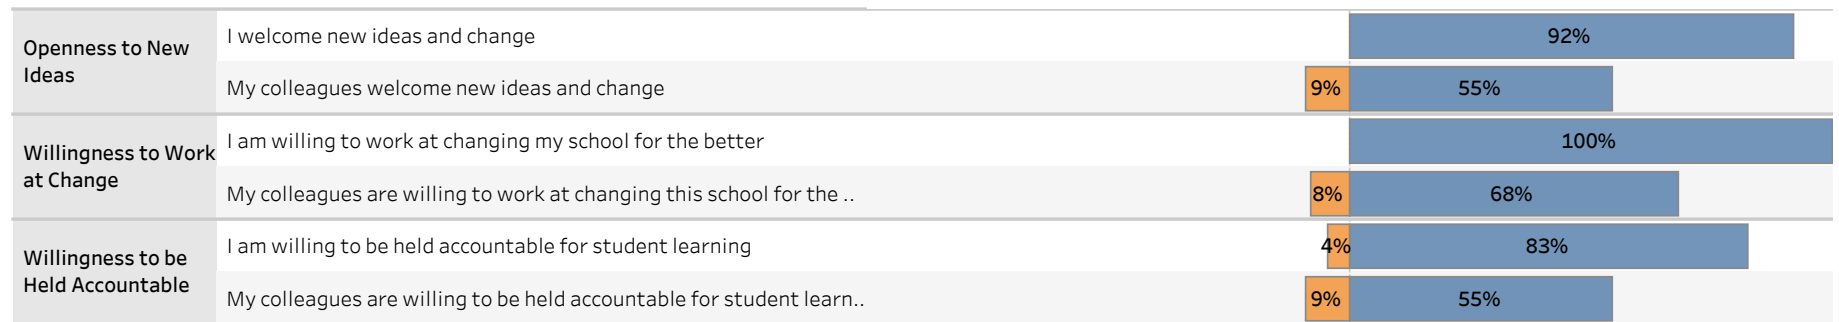 Openness to New
Ideas
I welcome new ideas and change
92%
My colleagues welcome new ideas and change
9%
55%
Willingness to Work
at Change
I am willing to work at changing my school for the better
100%
My colleagues are willing to work at changing this school for the ..
8%
68%
Willingness to be
Held Accountable
I am willing to be held accountable for student learning
4%
83%
My colleagues are willing to be held accountable for student learn..
9%
55%